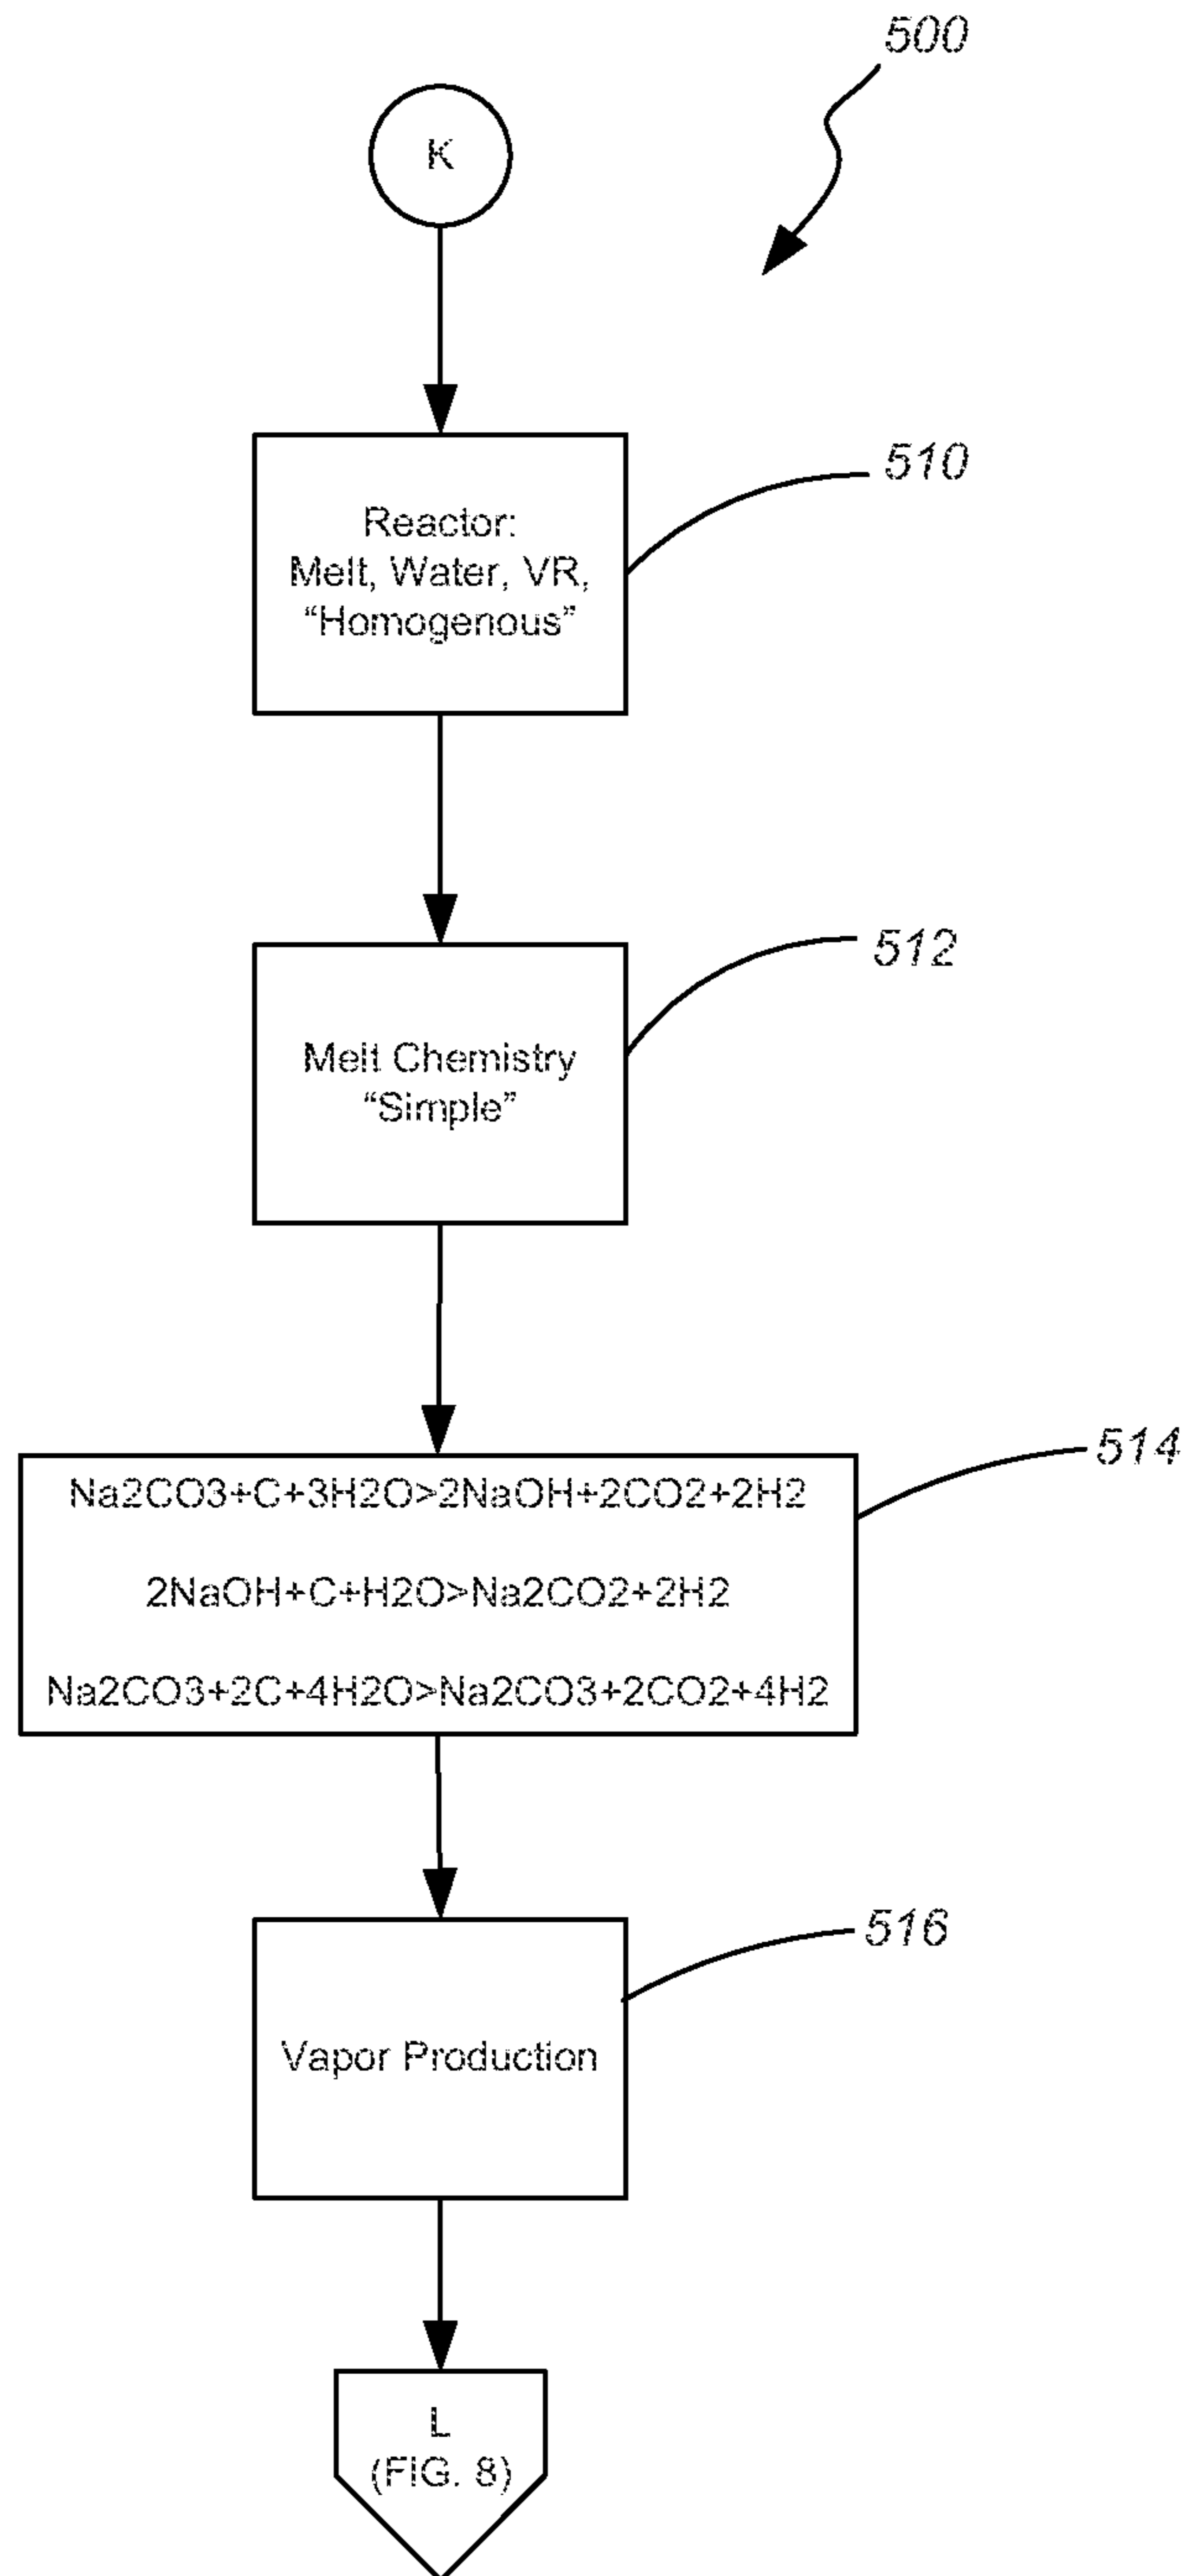 500
K
Reactor:
Melt, Water, VR,
“Homogenous”
510
Melt Chemistry
“Simple”
512
Na2CO3+C+3H2O>2NaOH+2CO2+2H2
2NaOH+C+H2O>Na2CO2+2H2
Na2CO3+2C+4H2O>Na2CO3+2CO2+4H2
514
Vapor Production
516
L
(FIG. 8)